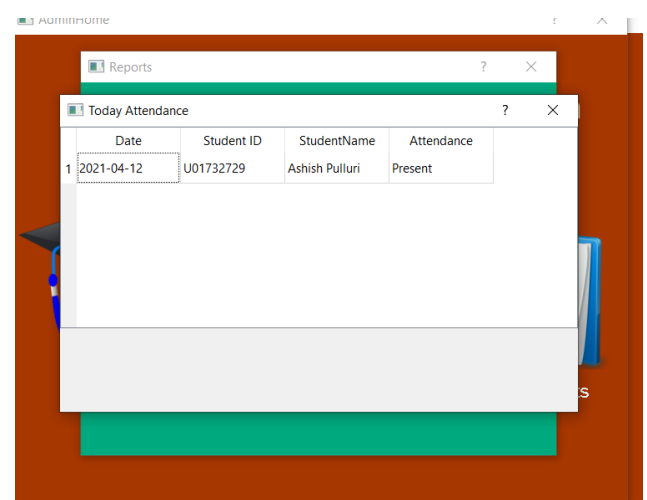 AdminHome ?
Reports ?
Today Attendance ?
Date Student ID StudentName Attendance
1 2021-04-12 U01732729 Ashish Pulluri Present
ts